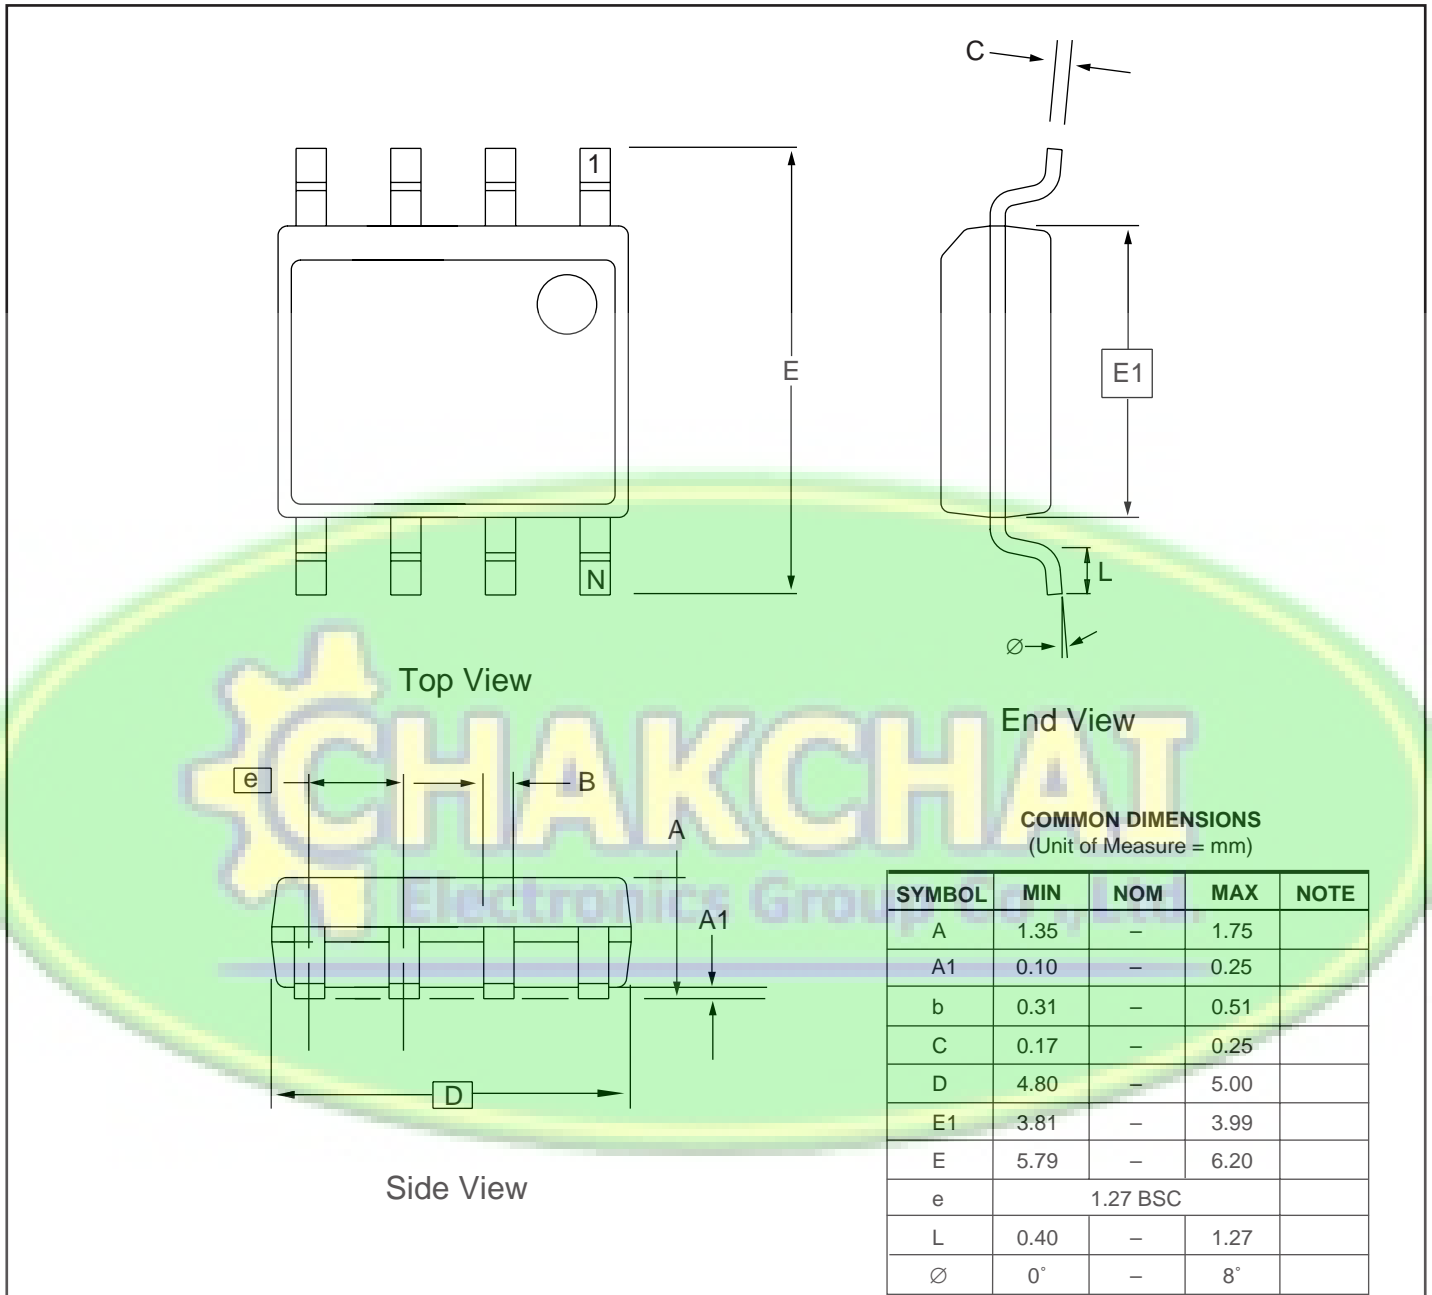 C
1
E
E1
N
L
∅
Top View
End View
CHAKCHAI
Electronics Group Co., Ltd.
e
B
A
A1
D
Side View
COMMON DIMENSIONS
(Unit of Measure = mm)
SYMBOL MIN NOM MAX NOTE
A 1.35 – 1.75
A1 0.10 – 0.25
b 0.31 – 0.51
C 0.17 – 0.25
D 4.80 – 5.00
E1 3.81 – 3.99
E 5.79 – 6.20
e 1.27 BSC
L 0.40 – 1.27
∅ 0˚ – 8˚